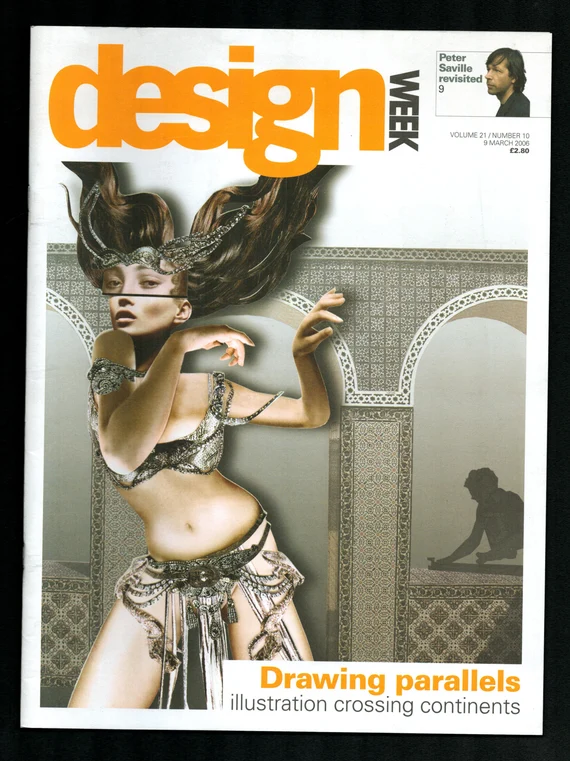 design
WEEK
Peter
Saville
revisited
9
VOLUME 21 / NUMBER 10
9 MARCH 2006
£2.80
Drawing parallels
illustration crossing continents